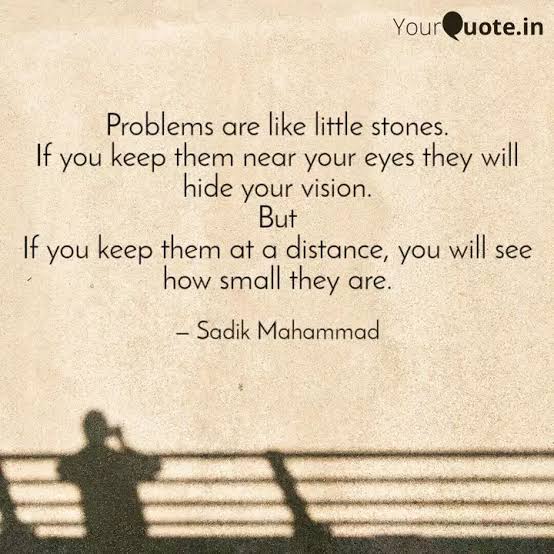 YourQuote.in
Problems are like little stones.
If you keep them near your eyes they will
hide your vision.
But
If you keep them at a distance, you will see
how small they are.
— Sadik Mahammad